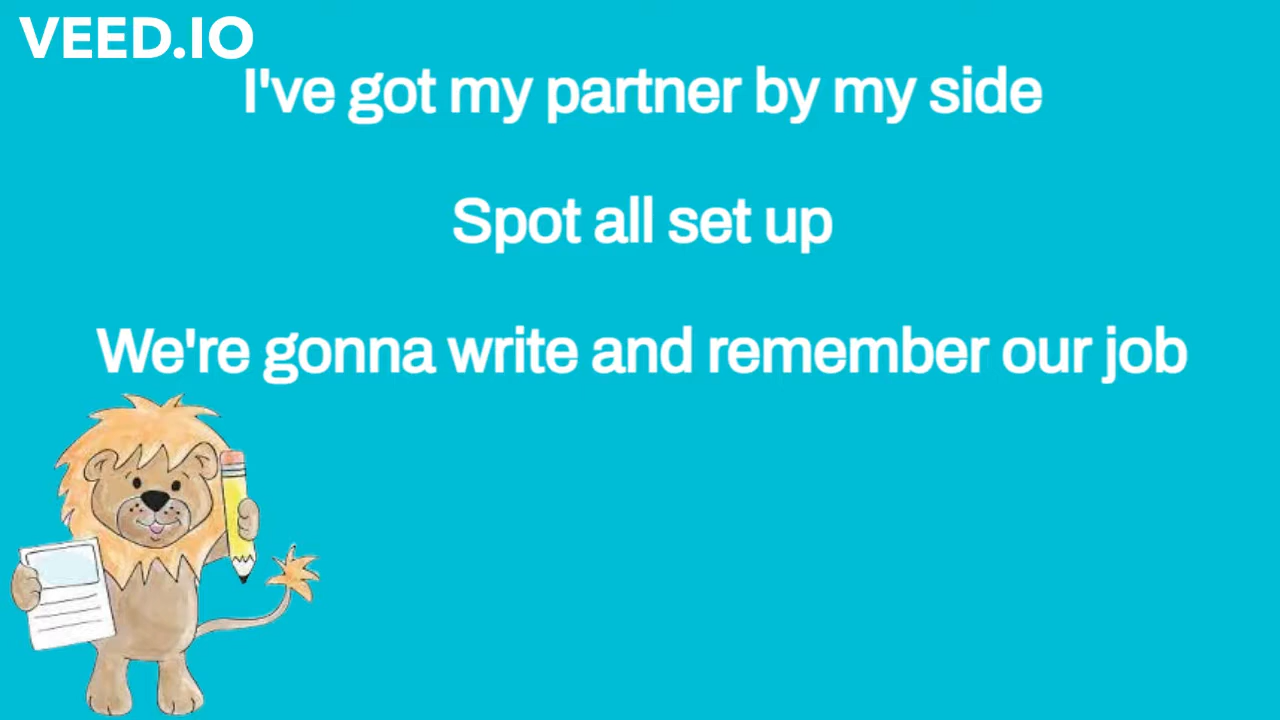 VEED.IO
I've got my partner by my side
Spot all set up
We're gonna write and remember our job